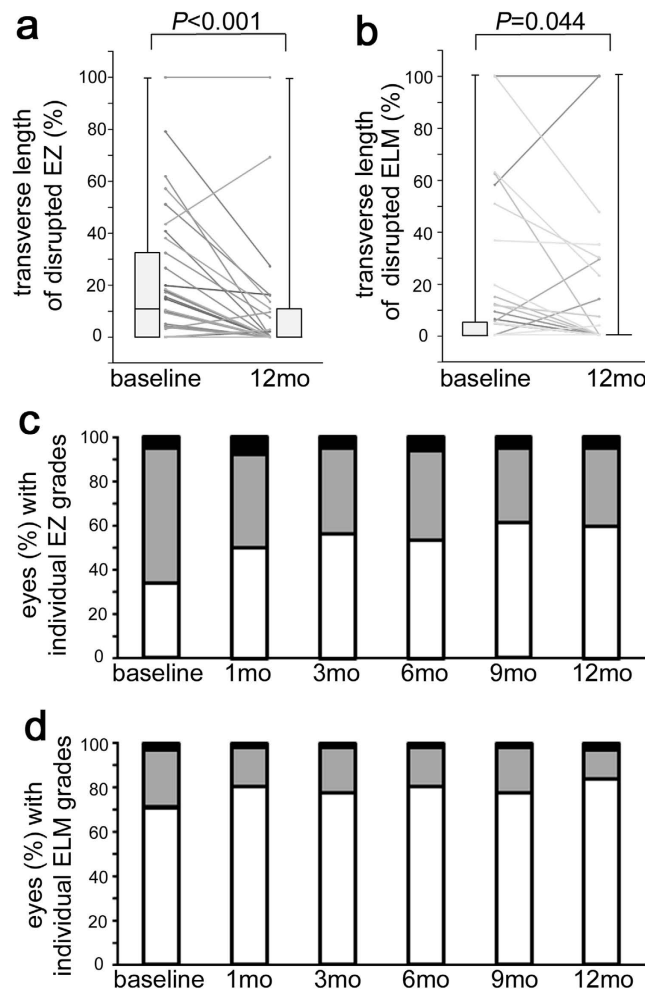 a
P<0.001
transverse length
of disrupted EZ (%)
100
80
60
40
20
0
baseline
12mo
b
P=0.044
transverse length
of disrupted ELM (%)
100
80
60
40
20
0
baseline
12mo
c
eyes (%) with
individual EZ grades
100
80
60
40
20
0
baseline 1mo 3mo 6mo 9mo 12mo
d
eyes (%) with
individual ELM grades
100
80
60
40
20
0
baseline 1mo 3mo 6mo 9mo 12mo